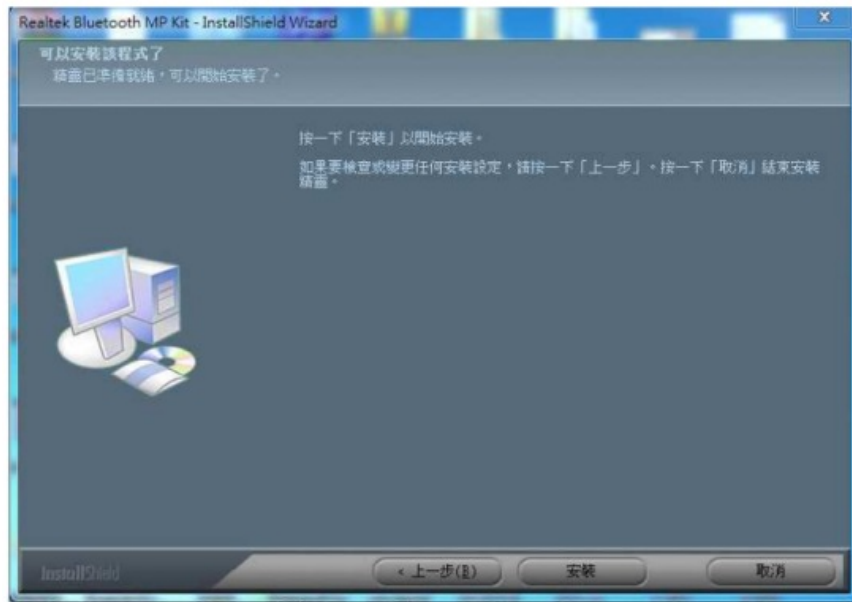 Realtek Bluetooth MP Kit - InstallShield Wizard
可以安裝該程式了
精靈已準備就緒，可以開始安裝了。
按一下「安裝」以開始安裝。
如果要檢查或變更任何安裝設定，請按一下「上一步」。按一下「取消」結束安裝
精靈。
InstallShield
< 上一步(B)
安裝
取消